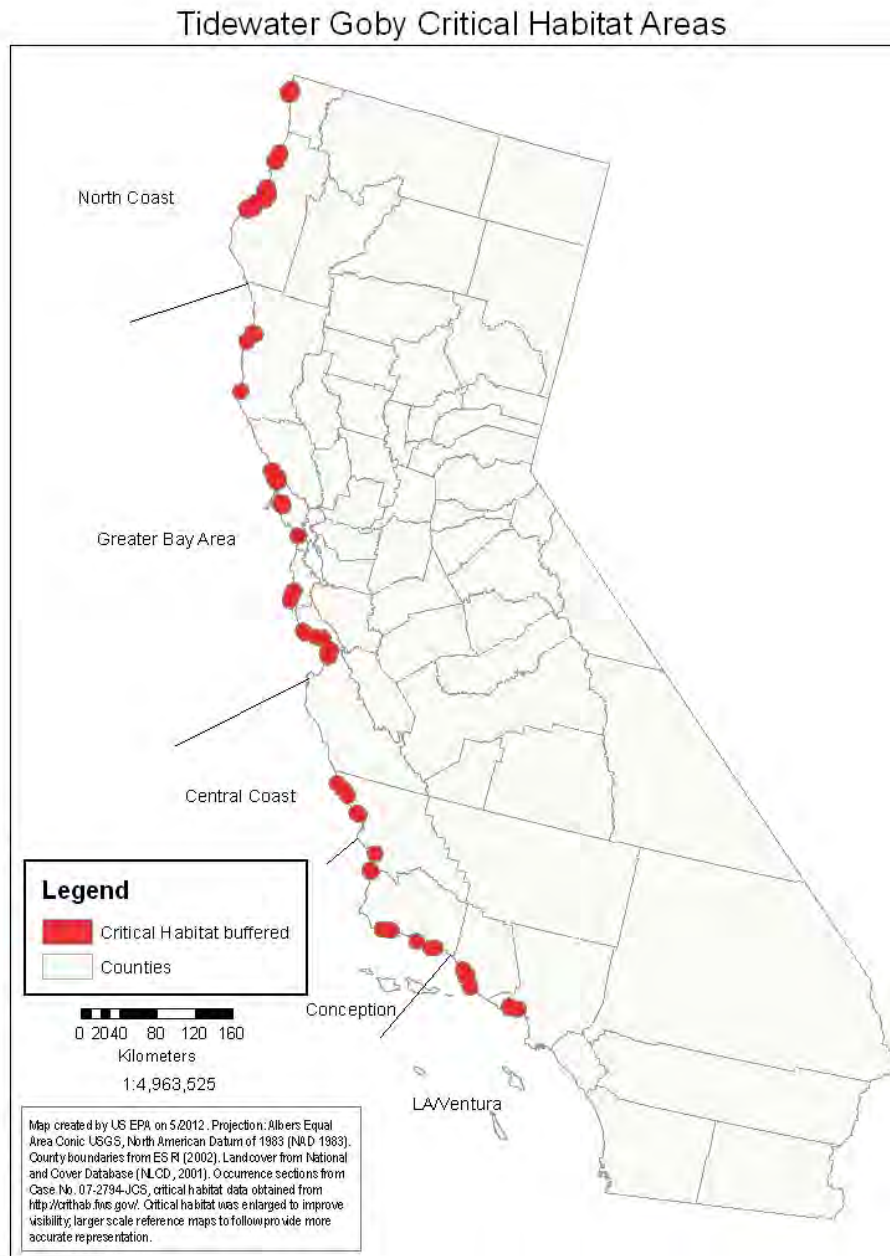 Tidewater Goby Critical Habitat Areas
North Coast
Greater Bay Area
Central Coast
Legend
Critical Habitat buffered
Counties
0 2040 80 120 160
Kilometers
1:4,963,525
Conception
LA/Ventura
Map created by US EPA on 5/2012. Projection: Albers Equal
Area Conic USGS, North American Datum of 1983 (NAD 1983).
County boundaries from ESRI (2002). Landcover from National
and Cover Database (NLCD, 2001). Occurrence sections from
Case No. 07-2794-JCS, critical habitat data obtained from
http://crithab.fws.gov/. Critical habitat was enlarged to improve
visibility; larger scale reference maps to follow provide more
accurate representation.